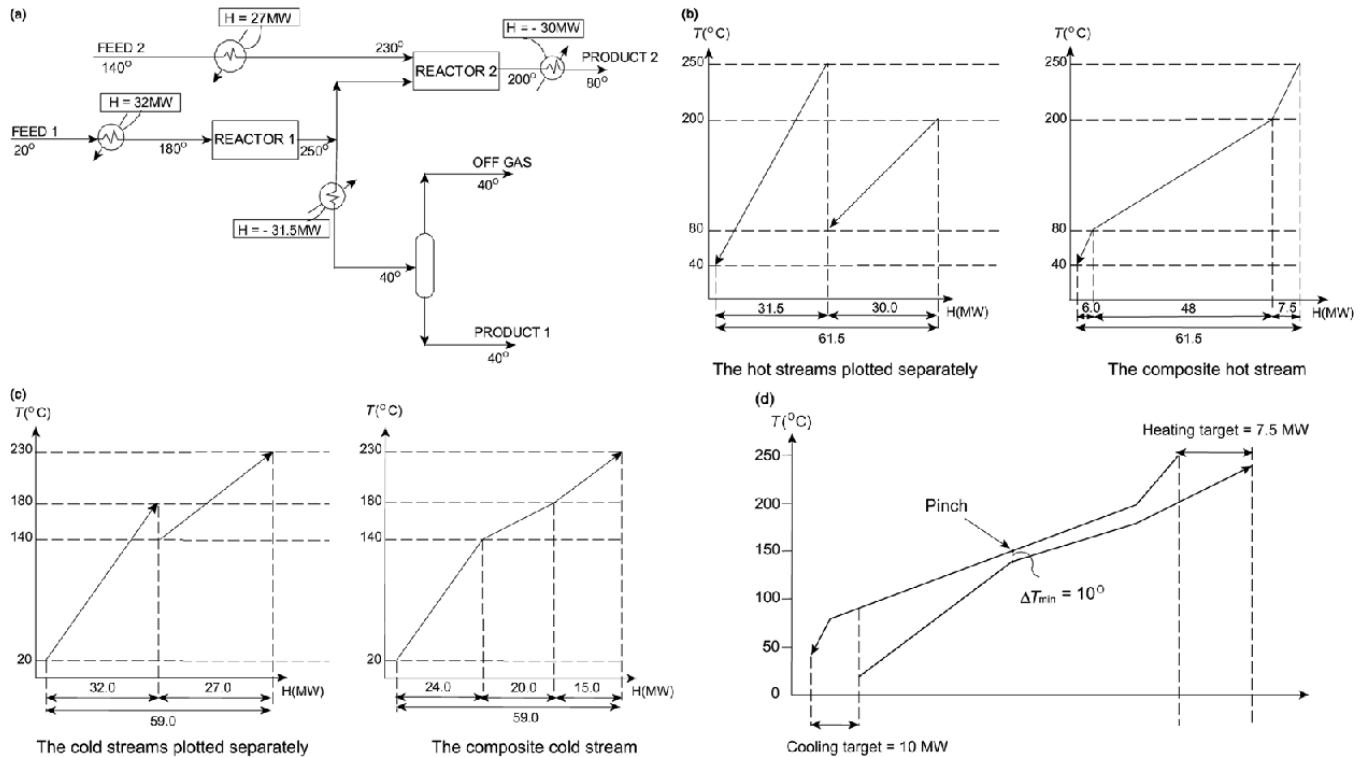 (a)
H = 27MW
H = - 30MW
FEED 2
230°
PRODUCT 2
140°
REACTOR 2
200°
80°
H = 32MW
FEED 1
REACTOR 1
20°
180°
250°
OFF GAS
40°
H = - 31.5MW
40°
PRODUCT 1
40°
(b)
T(°C)
250
200
80
40
31.5
30.0
H(MW)
61.5
The hot streams plotted separately
T(°C)
250
200
80
40
6.0
48
7.5
H(MW)
61.5
The composite hot stream
(c)
T(°C)
230
180
140
20
32.0
27.0
H(MW)
59.0
The cold streams plotted separately
T(°C)
230
180
140
20
24.0
20.0
15.0
H(MW)
59.0
The composite cold stream
(d)
T(°C)
Heating target = 7.5 MW
250
200
Pinch
150
ΔTmin = 10°
100
50
0
Cooling target = 10 MW